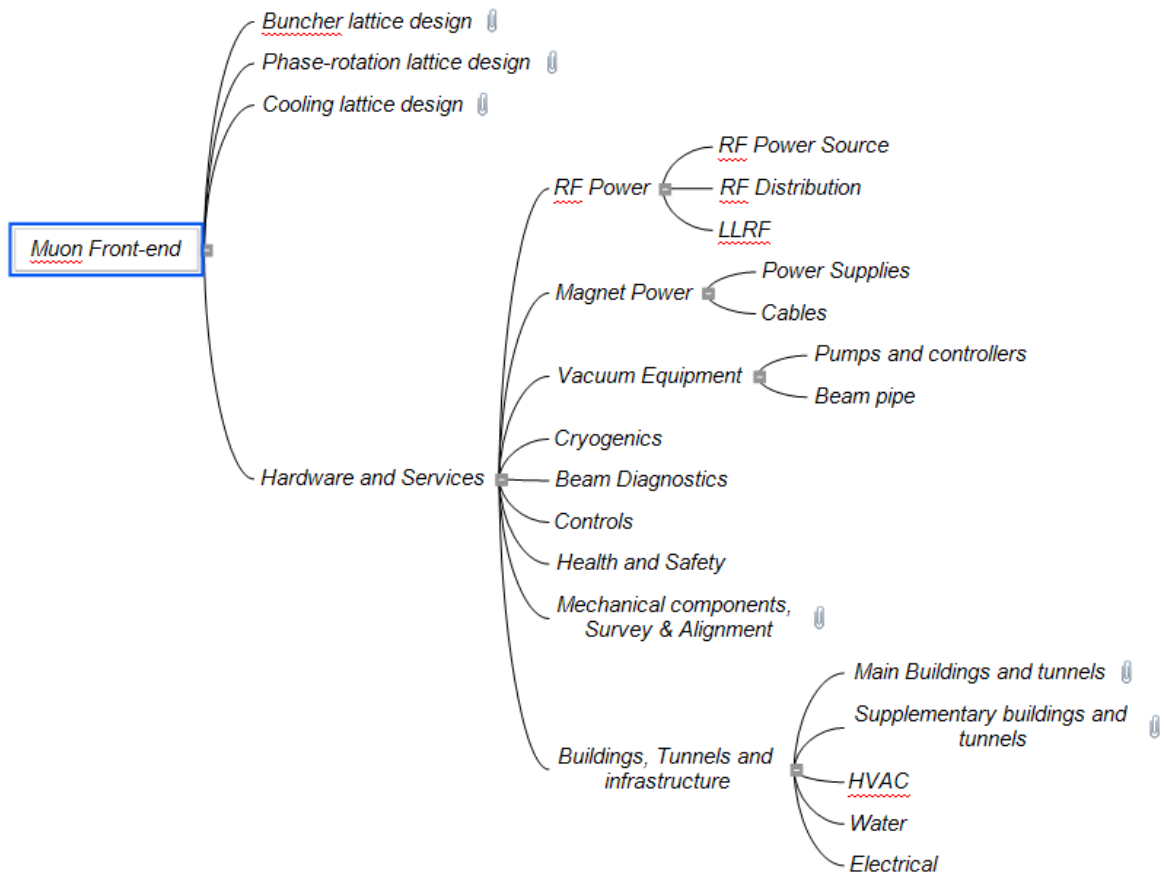 Buncher lattice design
Phase-rotation lattice design
Cooling lattice design
Muon Front-end
Hardware and Services
RF Power
RF Power Source
RF Distribution
LLRF
Magnet Power
Power Supplies
Cables
Vacuum Equipment
Pumps and controllers
Beam pipe
Cryogenics
Beam Diagnostics
Controls
Health and Safety
Mechanical components,
Survey & Alignment
Buildings, Tunnels and
infrastructure
Main Buildings and tunnels
Supplementary buildings and
tunnels
HVAC
Water
Electrical